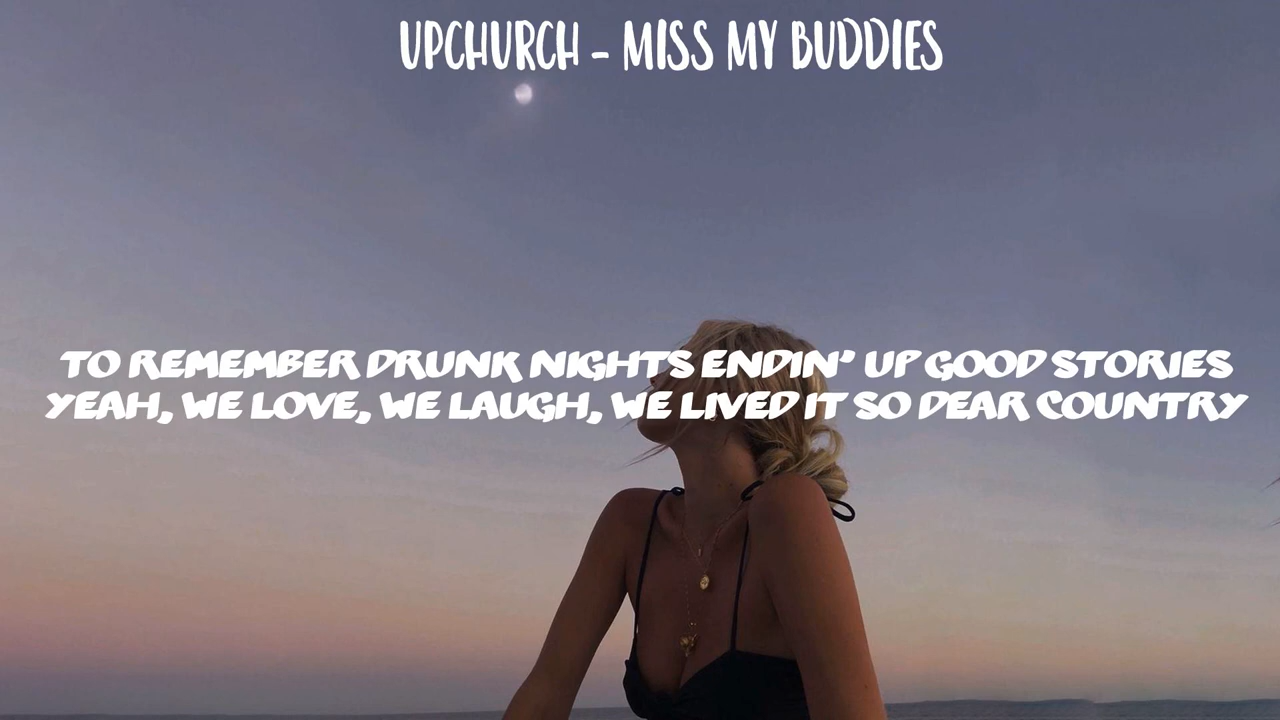 UPCHURCH - MISS MY BUDDIES
TO REMEMBER DRUNK NIGHTS ENDIN' UP GOOD STORIES
YEAH, WE LOVE, WE LAUGH, WE LIVED IT SO DEAR COUNTRY